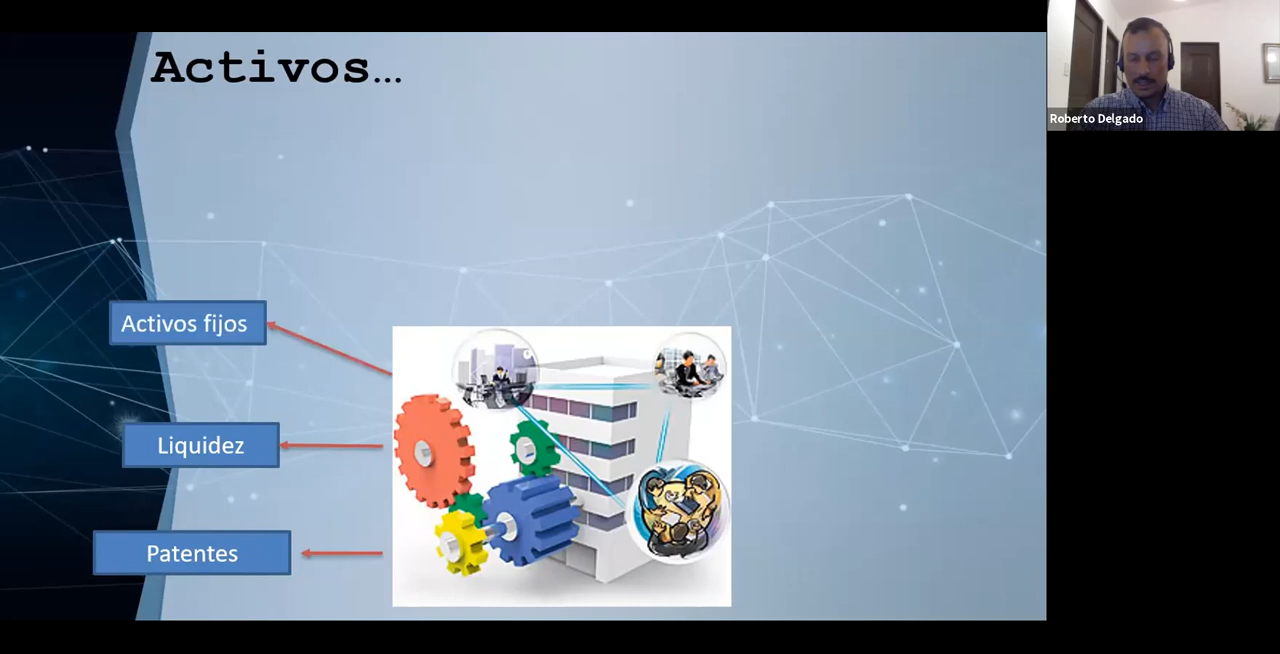 Activos...
Roberto Delgado
Activos fijos
Liquidez
Patentes